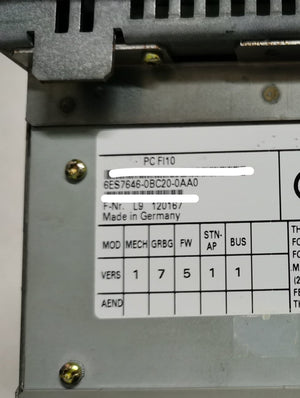 PC FI10
6ES7646-0BC20-0AA0
F-Nr. L9 120167
Made in Germany
MOD MECH GRBG FW STN-AP BUS
VERS 1 7 5 1 1
AEND